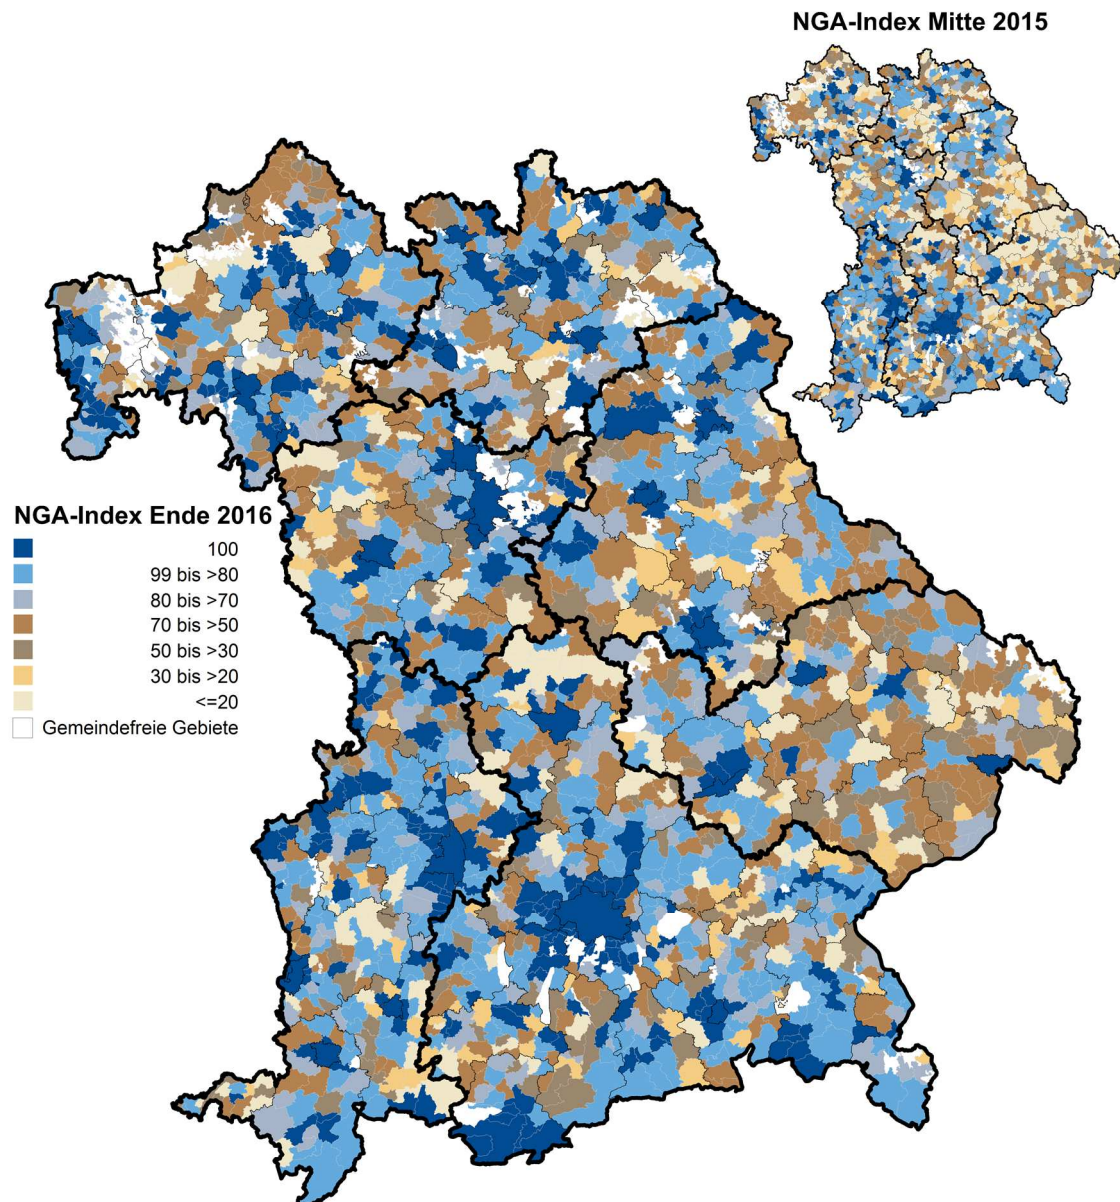 NGA-Index Mitte 2015
NGA-Index Ende 2016
100
99 bis >80
80 bis >70
70 bis >50
50 bis >30
30 bis >20
<=20
Gemeindefreie Gebiete